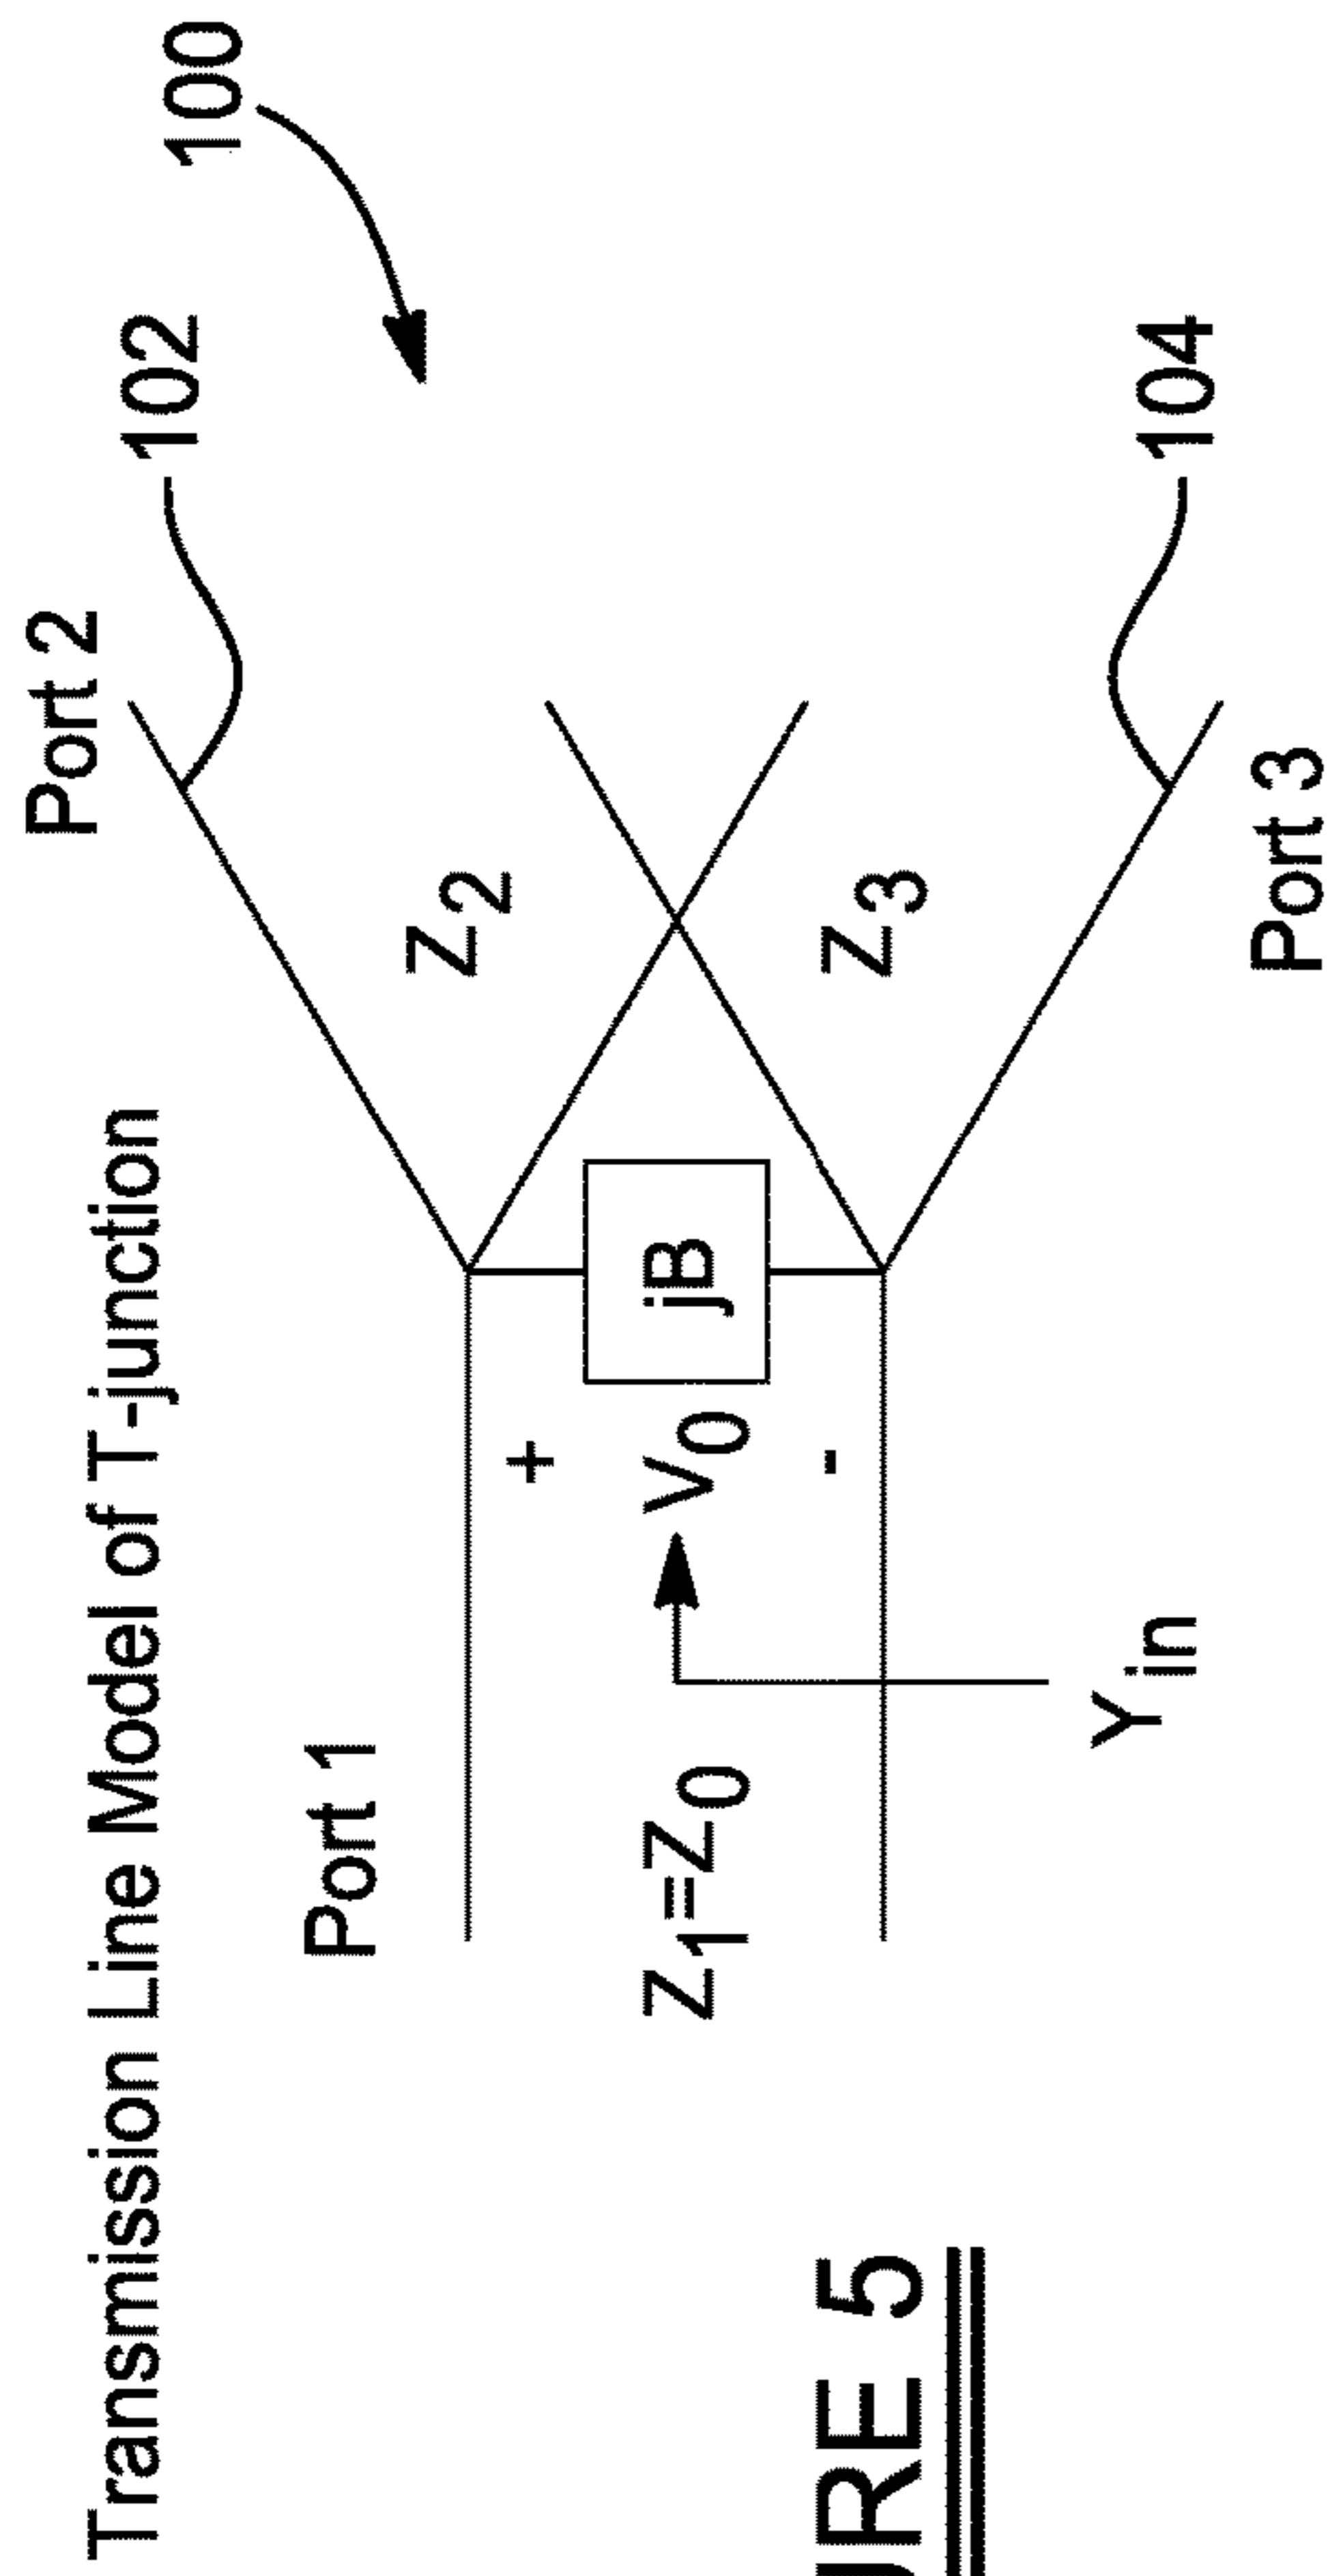 Transmission Line Model of T-junction
100
Port 2
102
Port 1
Z2
+
Z1=Z0
V0
jB
-
Z3
104
Yin
Port 3
5